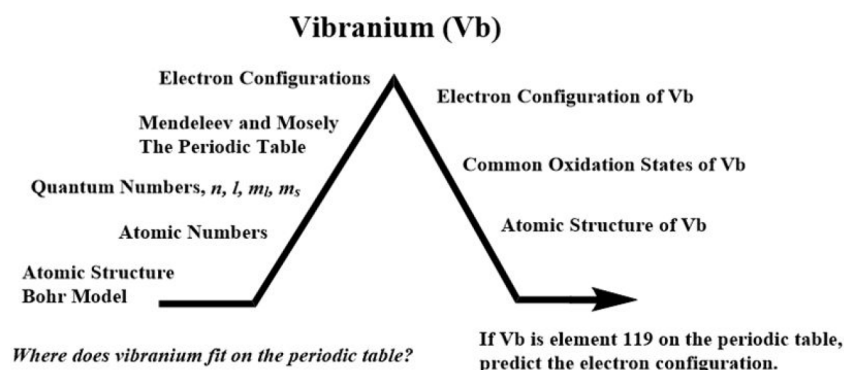 Vibranium (Vb)
Electron Configurations
Mendeleev and Mosely
The Periodic Table
Quantum Numbers, n, l, ml, ms
Atomic Numbers
Atomic Structure
Bohr Model
Where does vibranium fit on the periodic table?
Electron Configuration of Vb
Common Oxidation States of Vb
Atomic Structure of Vb
If Vb is element 119 on the periodic table,
predict the electron configuration.